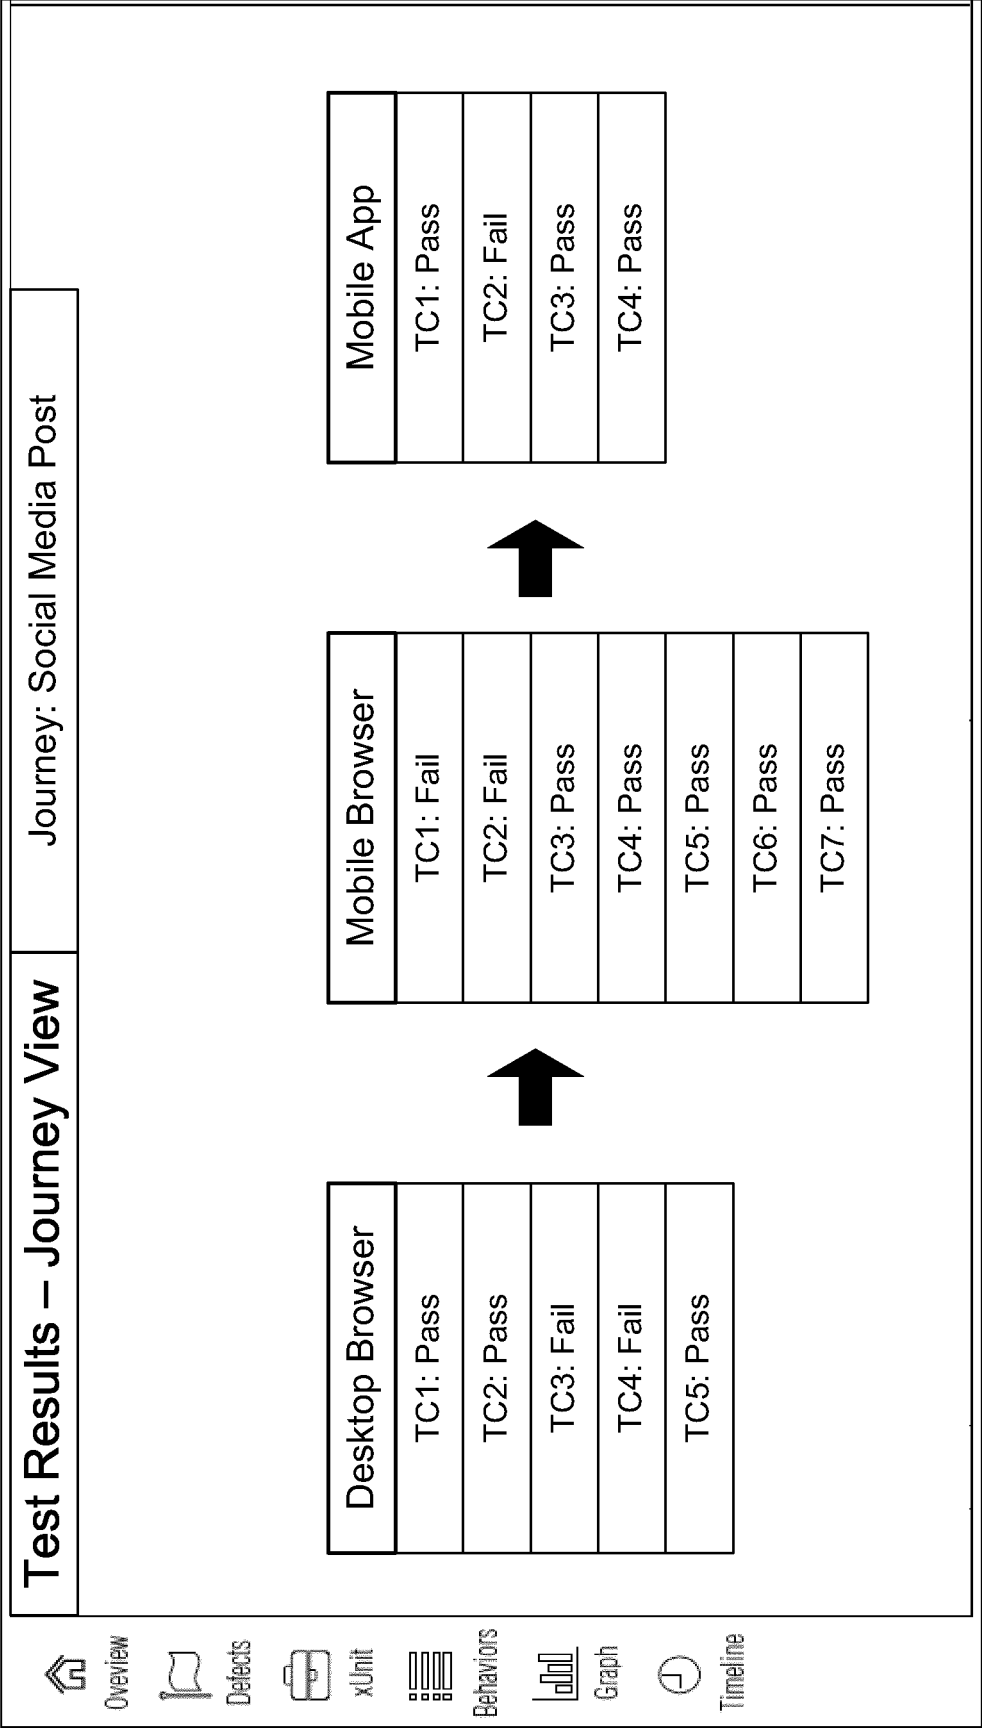 Test Results – Journey View
Journey: Social Media Post
Oveview
Defects
xUnit
Behaviors
Graph
Timeline
Desktop Browser
TC1: Pass
TC2: Pass
TC3: Fail
TC4: Fail
TC5: Pass
Mobile Browser
TC1: Fail
TC2: Fail
TC3: Pass
TC4: Pass
TC5: Pass
TC6: Pass
TC7: Pass
Mobile App
TC1: Pass
TC2: Fail
TC3: Pass
TC4: Pass